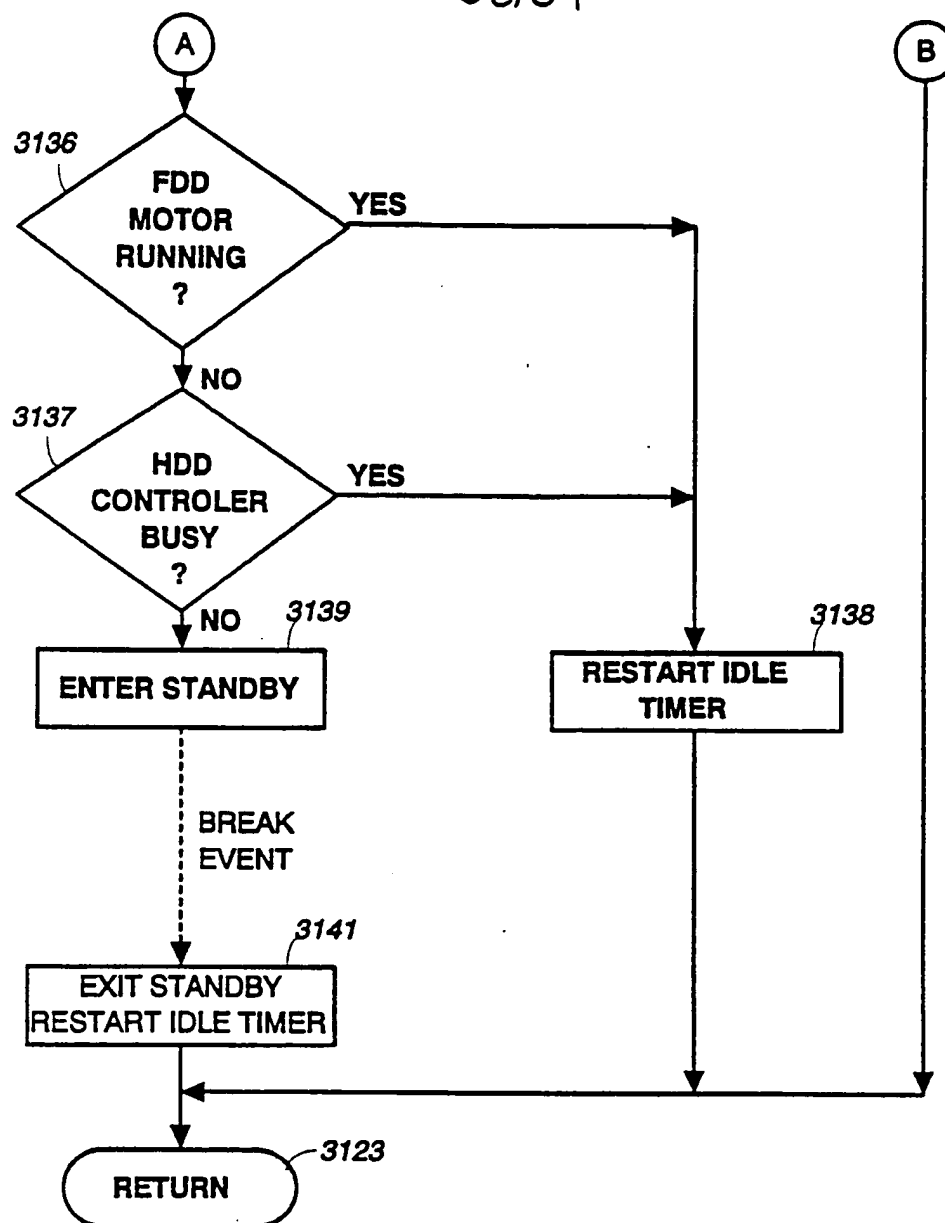 A
B
3136
FDD
MOTOR
RUNNING
?
YES
NO
3137
HDD
CONTROLER
BUSY
?
YES
NO
3139
ENTER STANDBY
3138
RESTART IDLE
TIMER
BREAK
EVENT
3141
EXIT STANDBY
RESTART IDLE TIMER
3123
RETURN